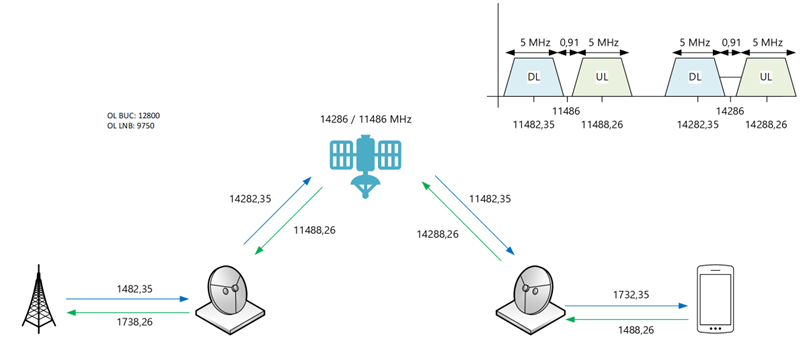 5 MHz 0,91 5 MHz 5 MHz 0,91 5 MHz
DL UL DL UL
11486 14286
11482,35 11488,26 14282,35 14288,26
OL BUC: 12800
OL LNB: 9750
14286 / 11486 MHz
14282,35 11482,35
11488,26 14288,26
1482,35 1732,35
1738,26 1488,26